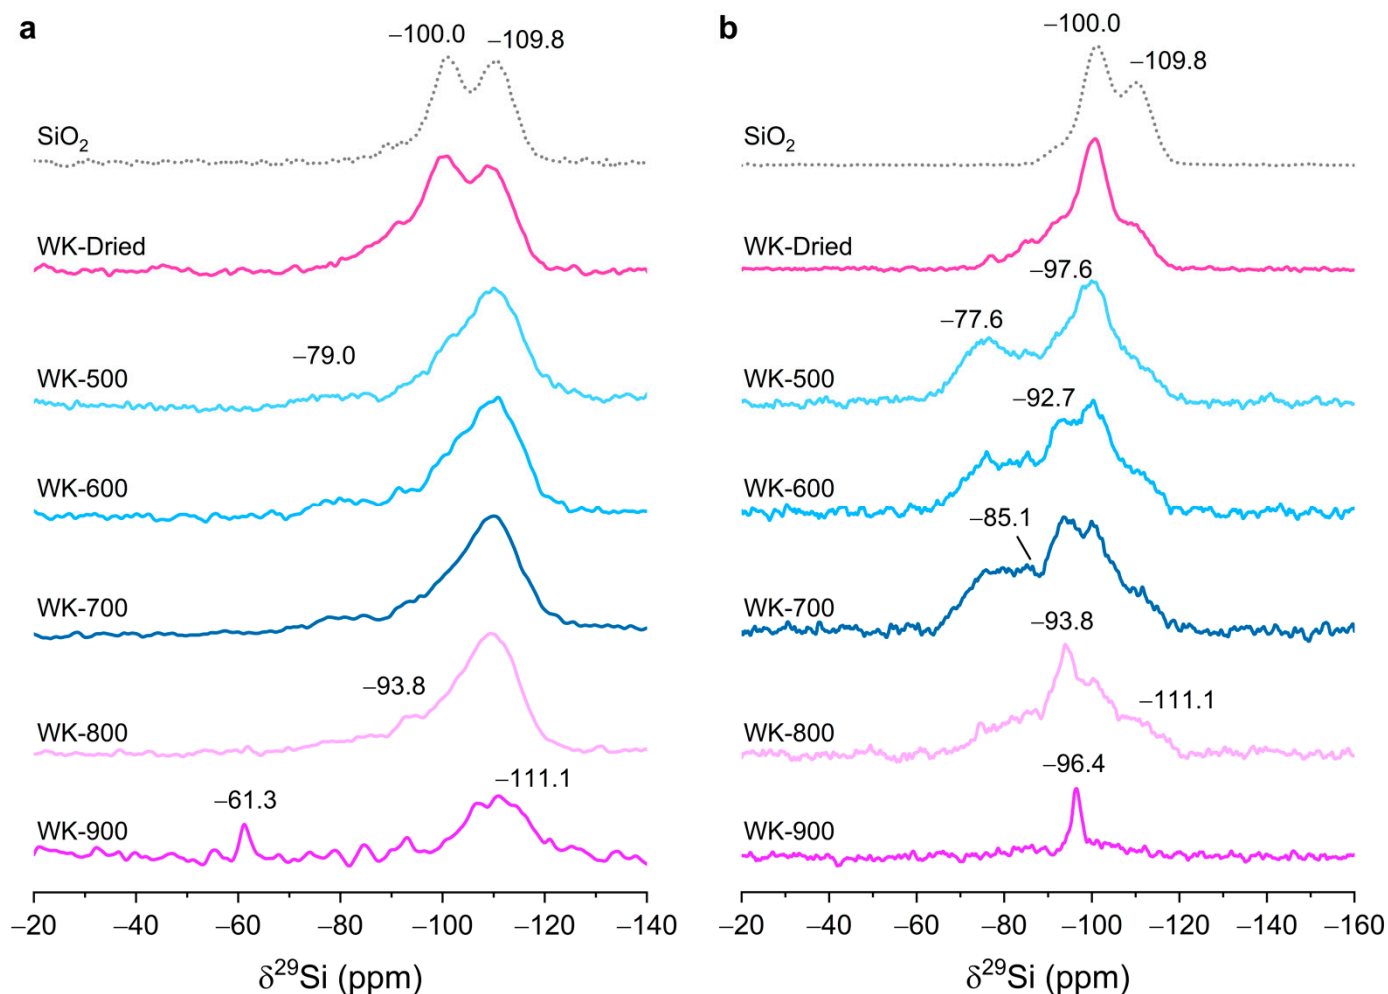 a
−100.0
−109.8
SiO2
WK-Dried
−79.0
WK-500
WK-600
WK-700
−93.8
WK-800
−111.1
−61.3
WK-900
−20 −40 −60 −80 −100 −120 −140
δ29Si (ppm)
b
−100.0
−109.8
SiO2
WK-Dried
−97.6
−77.6
WK-500
−92.7
WK-600
−85.1
WK-700
−93.8
−111.1
WK-800
−96.4
WK-900
−20 −40 −60 −80 −100 −120 −140 −160
δ29Si (ppm)